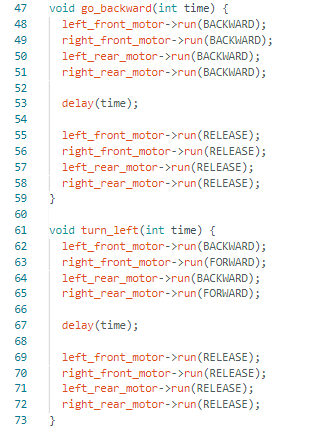 47 void go_backward(int time) {
48 left_front_motor->run(BACKWARD);
49 right_front_motor->run(BACKWARD);
50 left_rear_motor->run(BACKWARD);
51 right_rear_motor->run(BACKWARD);
52
53 delay(time);
54
55 left_front_motor->run(RELEASE);
56 right_front_motor->run(RELEASE);
57 left_rear_motor->run(RELEASE);
58 right_rear_motor->run(RELEASE);
59 }
60
61 void turn_left(int time) {
62 left_front_motor->run(BACKWARD);
63 right_front_motor->run(FORWARD);
64 left_rear_motor->run(BACKWARD);
65 right_rear_motor->run(FORWARD);
66
67 delay(time);
68
69 left_front_motor->run(RELEASE);
70 right_front_motor->run(RELEASE);
71 left_rear_motor->run(RELEASE);
72 right_rear_motor->run(RELEASE);
73 }